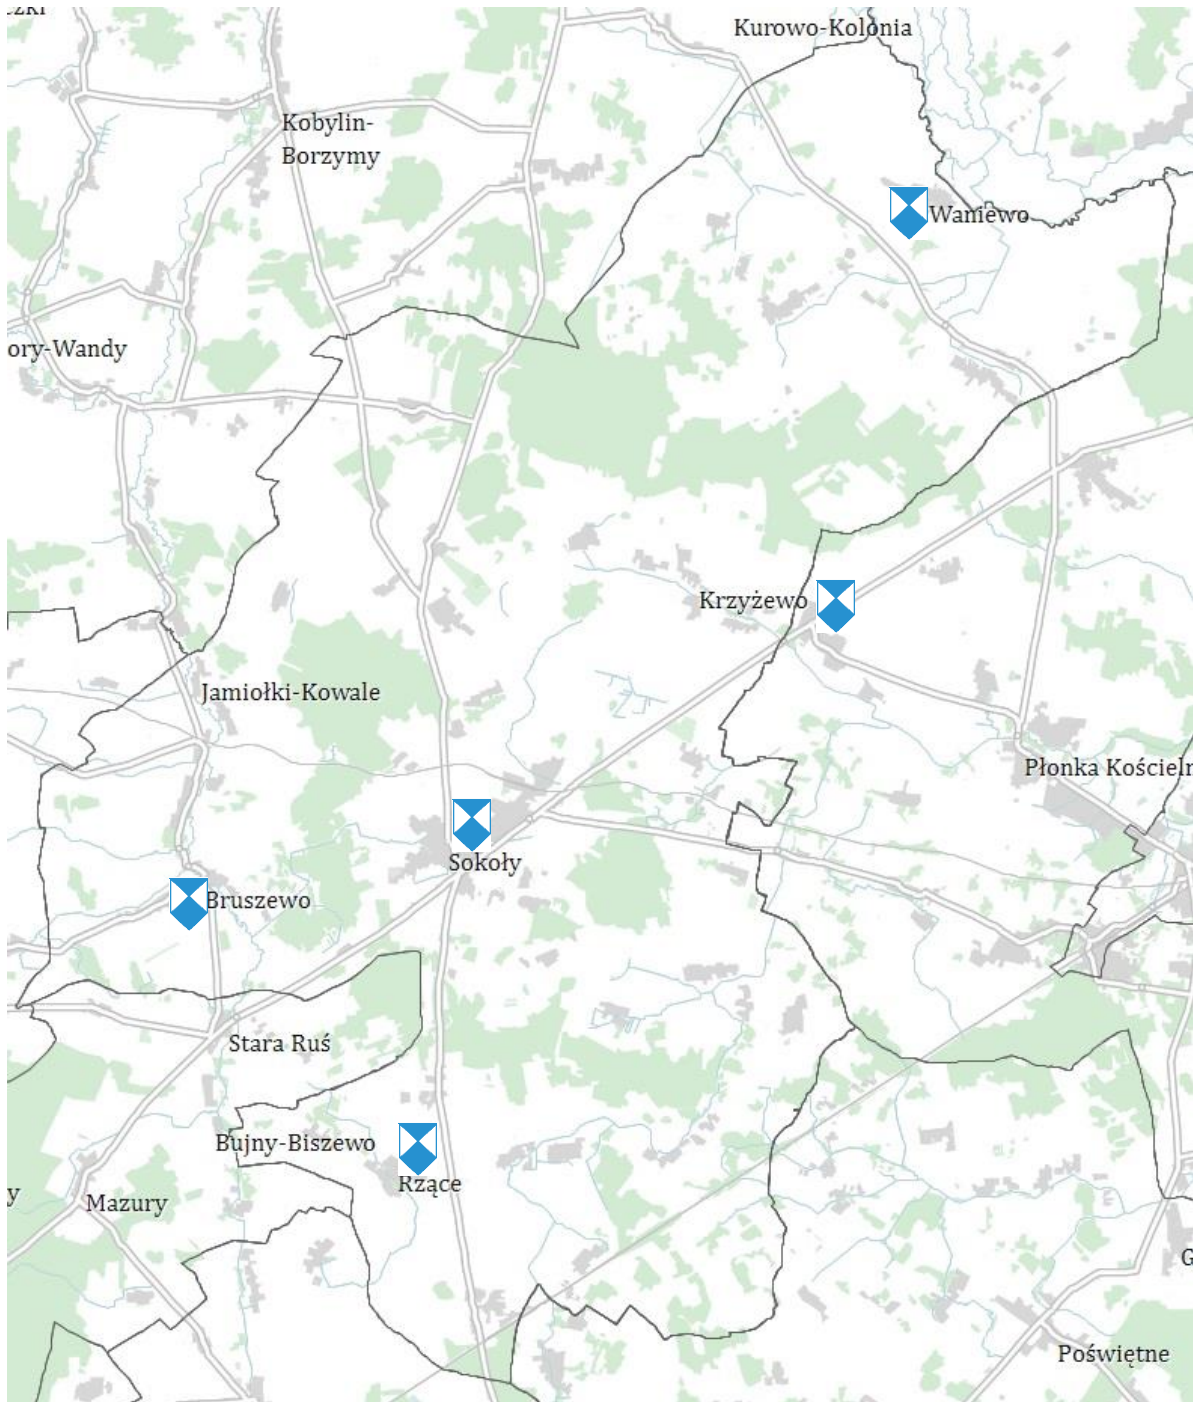 Kurowo-Kolonia
Kobylin-
Borzymy
Waniewo
ory-Wandy
Krzyżewo
Jamiołki-Kowale
Płonka Kościeln
Sokoły
Bruszewo
Stara Ruś
Bujny-Biszewo
Rzące
y
Mazury
G
Poświętne